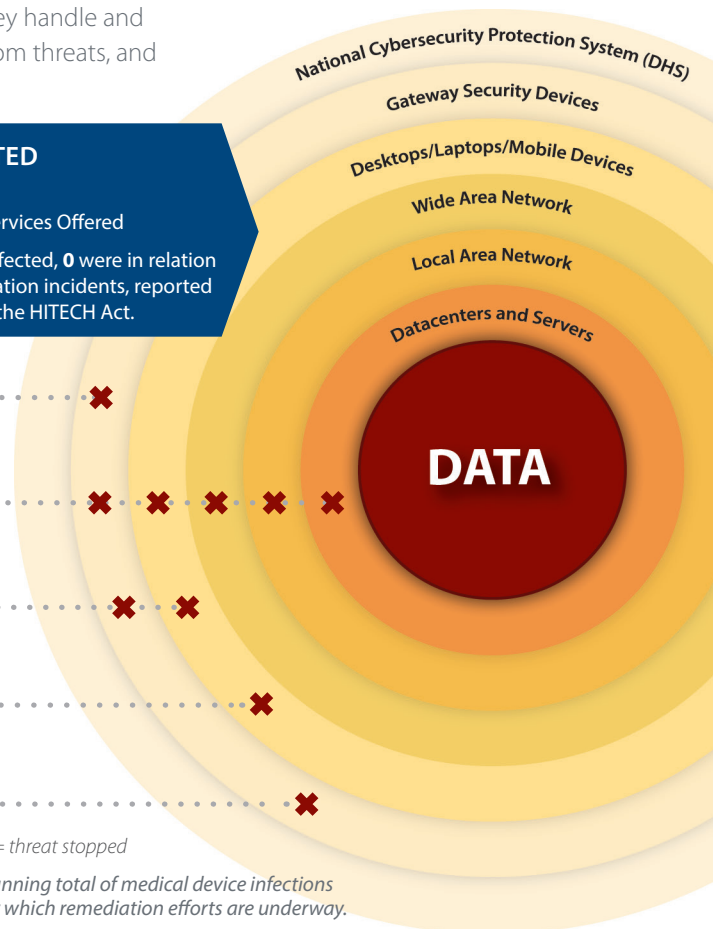 ey handle and
om threats, and
National Cybersecurity Protection System (DHS)
Gateway Security Devices
TED
Desktops/Laptops/Mobile Devices
Wide Area Network
ervices Offered
fected, 0 were in relation
Local Area Network
ation incidents, reported
the HITECH Act.
Datacenters and Servers
DATA
= threat stopped
nning total of medical device infections
which remediation efforts are underway.